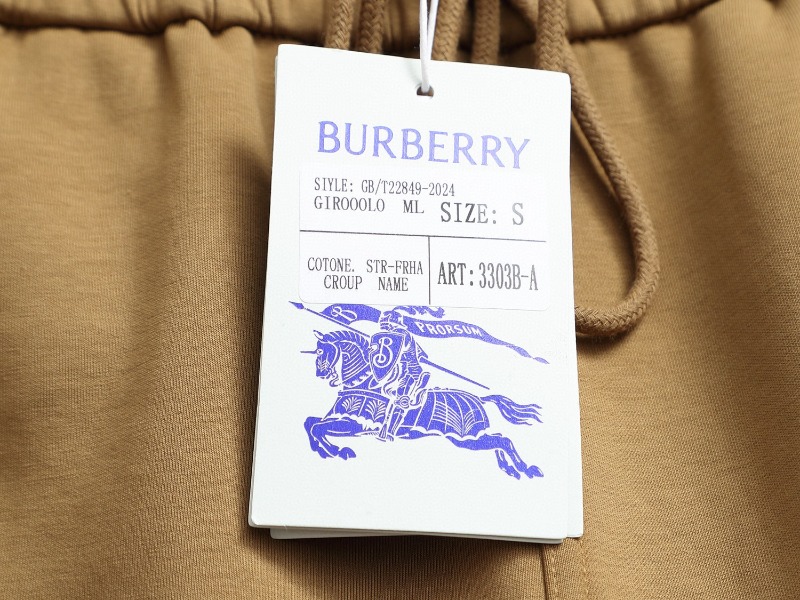 BURBERRY
SIYLE: GB/T22849-2024
GIROOOLO ML SIZE: S
COTONE. STR-FRHA
CROUP NAME
ART:3303B-A
B
PRORSUM
B